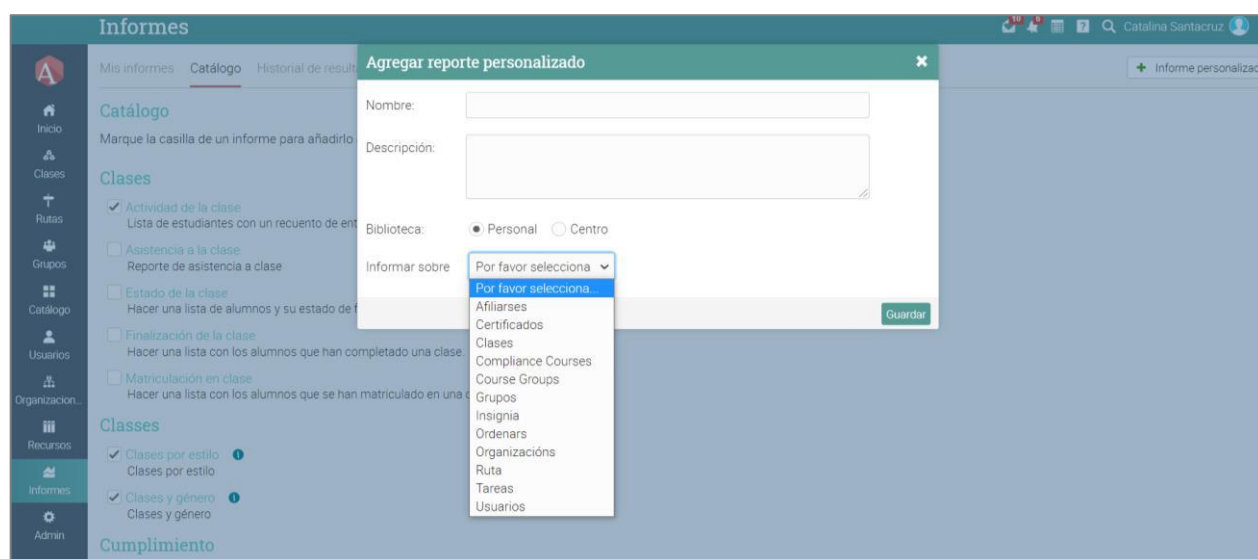 Informes
10
6
Catalina Santacruz
Mis informes
Catálogo
Historial de result
Informe personalizad
Inicio
Clases
Rutas
Grupos
Catálogo
Usuarios
Organizacion...
Recursos
Informes
Admin
Catálogo
Marque la casilla de un informe para añadirlo
Clases
Actividad de la clase
Lista de estudiantes con un recuento de ent
Asistencia a la clase
Reporte de asistencia a clase
Estado de la clase
Hacer una lista de alumnos y su estado de f
Finalización de la clase
Hacer una lista con los alumnos que han completado una clase.
Matriculación en clase
Hacer una lista con los alumnos que se han matriculado en una c
Classes
Clases por estilo
Clases por estilo
Clases y género
Clases y género
Cumplimiento
Agregar reporte personalizado
Nombre:
Descripción:
Biblioteca:
Personal
Centro
Informar sobre
Por favor selecciona
Por favor selecciona...
Afiliarses
Certificados
Clases
Compliance Courses
Course Groups
Grupos
Insignia
Ordenars
Organizacións
Ruta
Tareas
Usuarios
Guardar